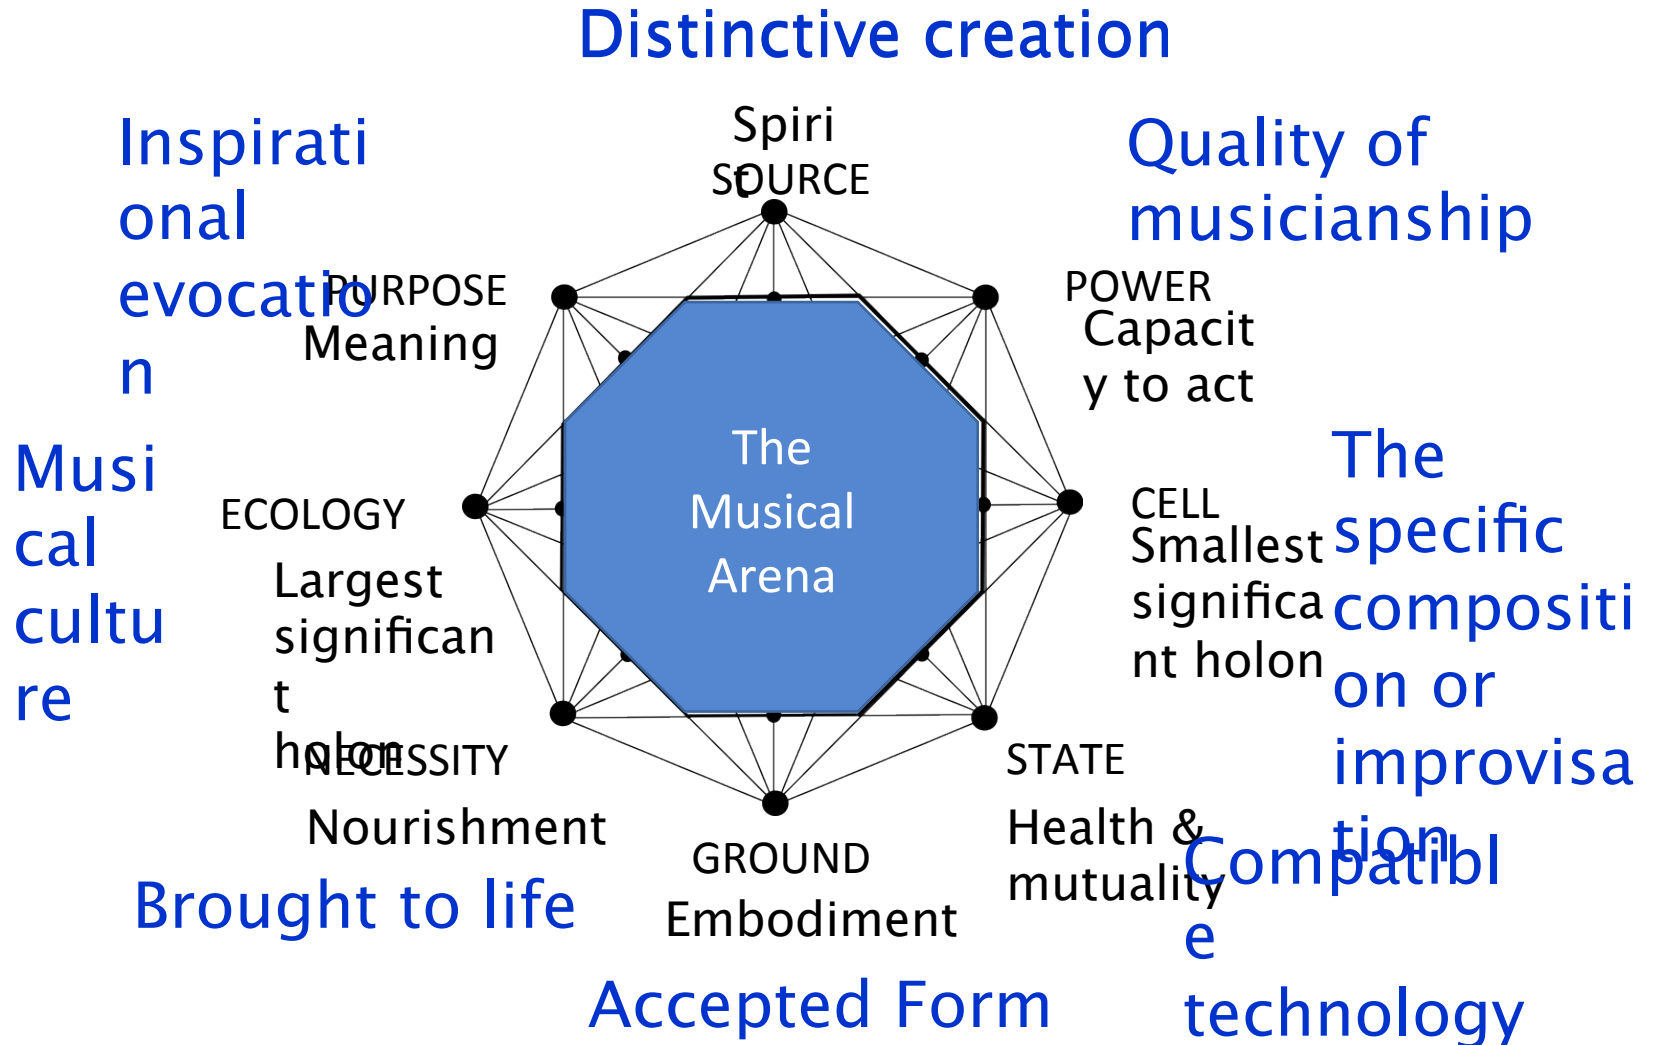 Distinctive creation
Spiri
t
SOURCE
Inspirati
onal
evocatio
n
PURPOSE
Meaning
Quality of
musicianship
POWER
Capacit
y to act
Musi
cal
cultu
re
ECOLOGY
Largest
significan
t
holon
The
Musical
Arena
CELL
Smallest
significa
nt holon
The
specific
compositi
on or
improvisa
tion
NECESSITY
Nourishment
Brought to life
GROUND
Embodiment
Accepted Form
STATE
Health &
mutuality
Compatibl
e
technology